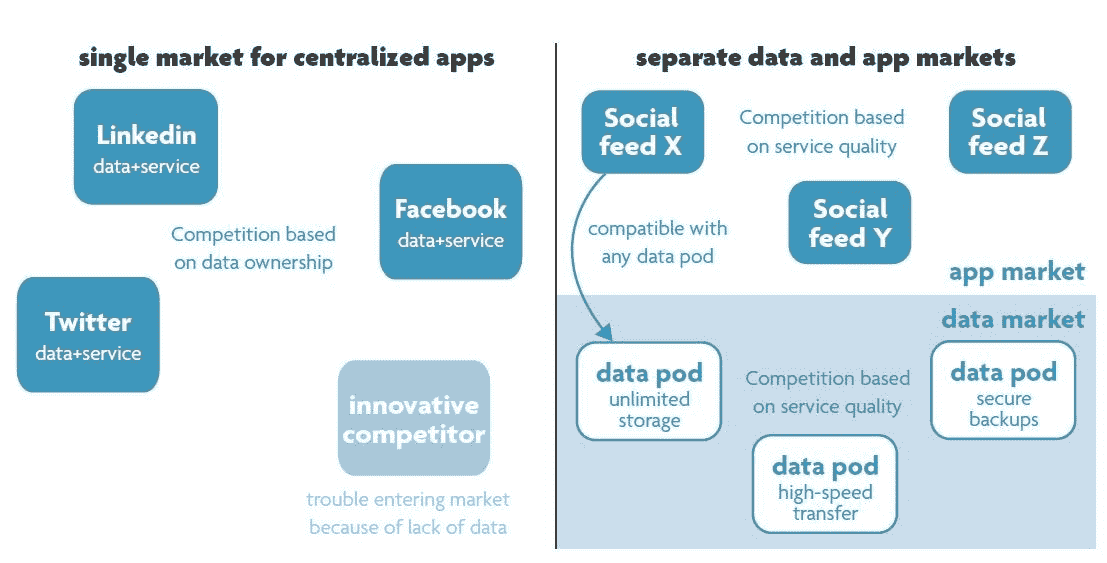 single market for centralized apps
Linkedin
data+service
Facebook
data+service
Competition based
on data ownership
Twitter
data+service
innovative
competitor
trouble entering market
because of lack of data
separate data and app markets
Social
feed X
Competition based
on service quality
Social
feed Z
Social
feed Y
compatible with
any data pod
app market
data market
data pod
unlimited
storage
Competition based
on service quality
data pod
secure
backups
data pod
high-speed
transfer